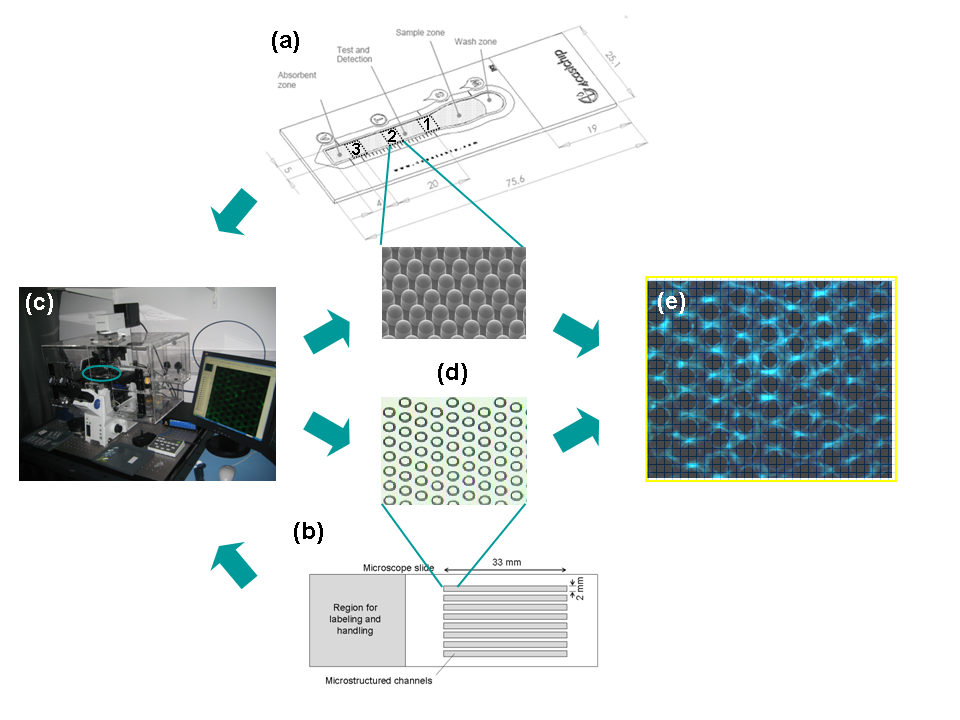 (a)
Sample zone
Wash zone
Test and
Detection
Absorbent
zone
25,1
19
1
2
3
5
4
20
75,6
(c)
(d)
(e)
(b)
Microscope slide
33 mm
2 mm
Region for
labeling and
handling
Microstructured channels